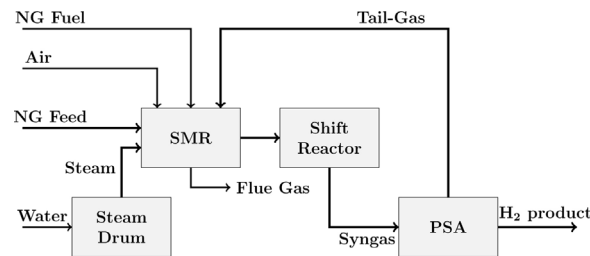 NG Fuel
Tail-Gas
Air
NG Feed
SMR
Shift
Reactor
Steam
Flue Gas
Water
Steam
Drum
Syngas
PSA
H₂ product